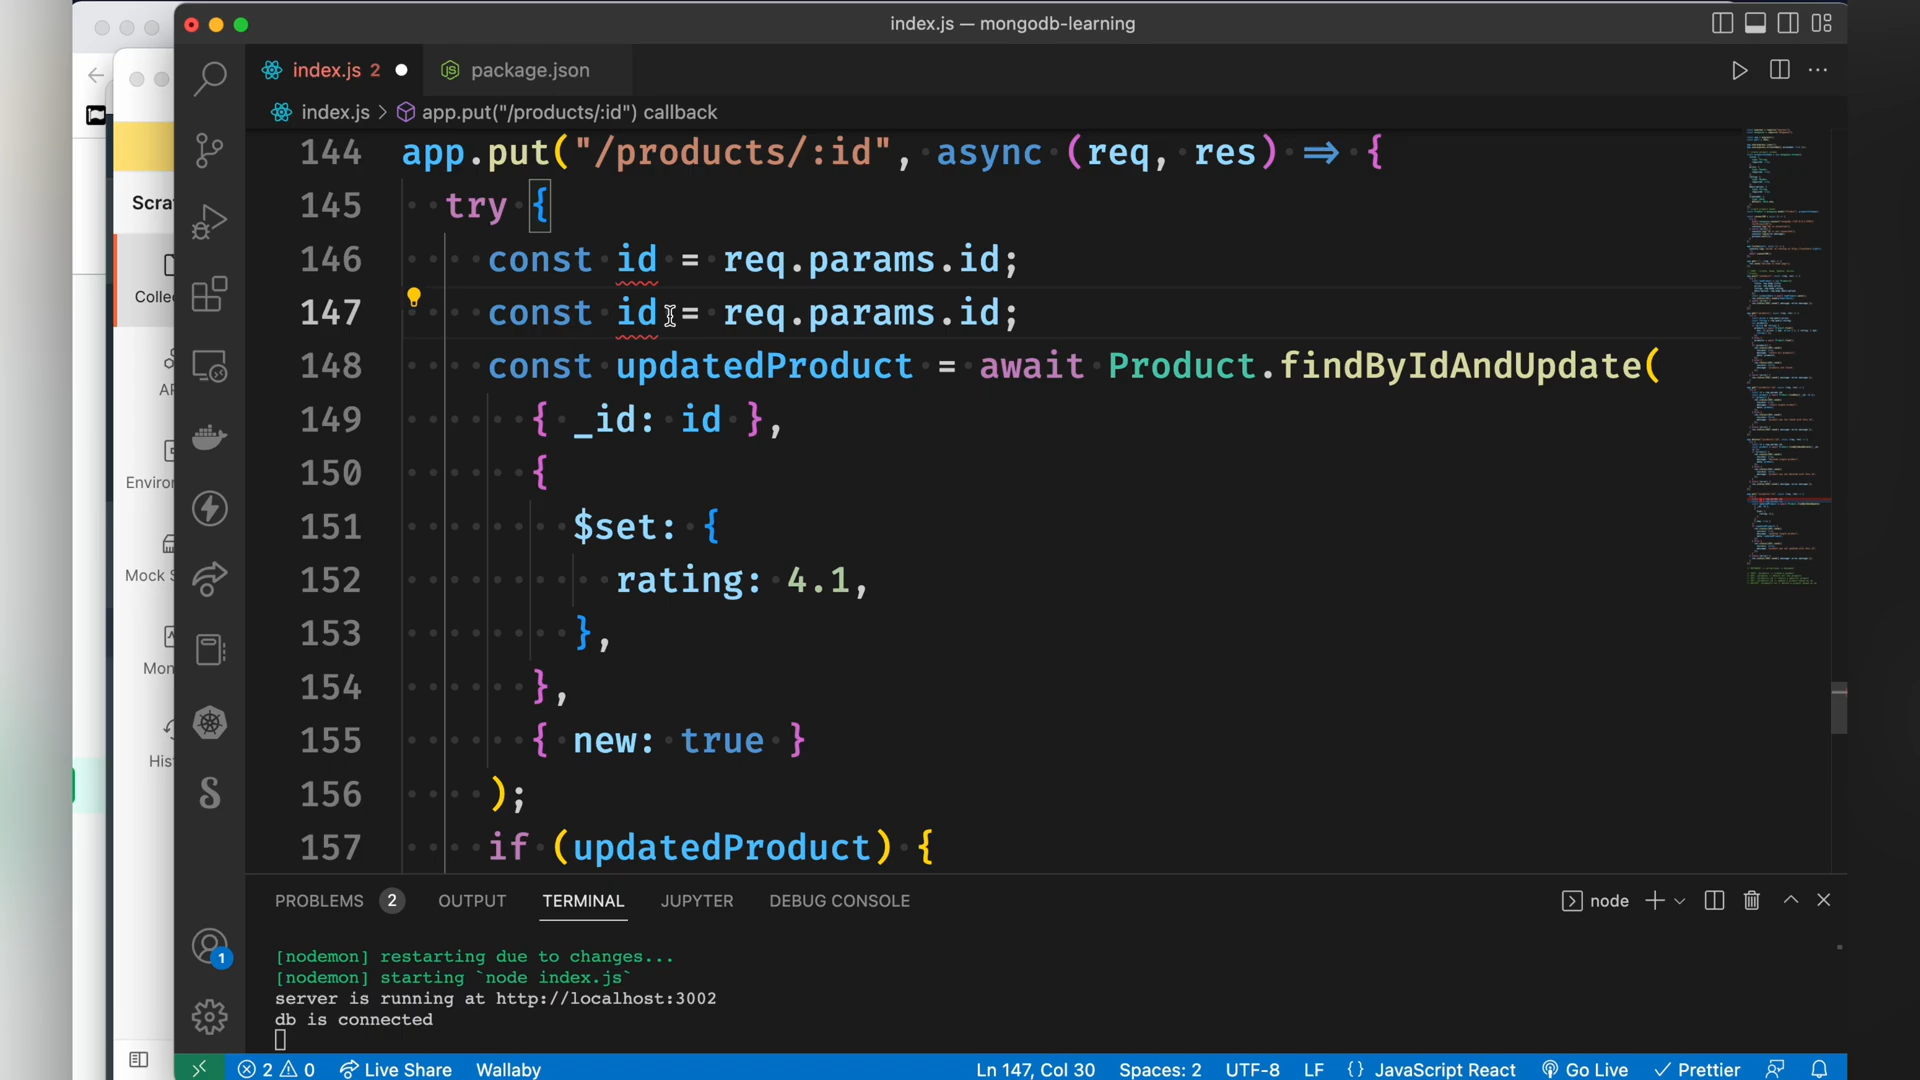 index.js — mongodb-learning
index.js 2
package.json
index.js > app.put("/products/:id") callback
144 app.put("/products/:id", async (req, res) => {
145 try {
146 const id = req.params.id;
147 const id = req.params.id;
148 const updatedProduct = await Product.findByIdAndUpdate(
149 { _id: id },
150 {
151 $set: {
152 rating: 4.1,
153 },
154 },
155 { new: true }
156 );
157 if (updatedProduct) {
Scra
Colle
AP
Environ
Mock S
Mon
Hist
PROBLEMS 2 OUTPUT TERMINAL JUPYTER DEBUG CONSOLE
node
[nodemon] restarting due to changes...
[nodemon] starting `node index.js`
server is running at http://localhost:3002
db is connected
1
2 0 Live Share Wallaby Ln 147, Col 30 Spaces: 2 UTF-8 LF {} JavaScript React Go Live Prettier